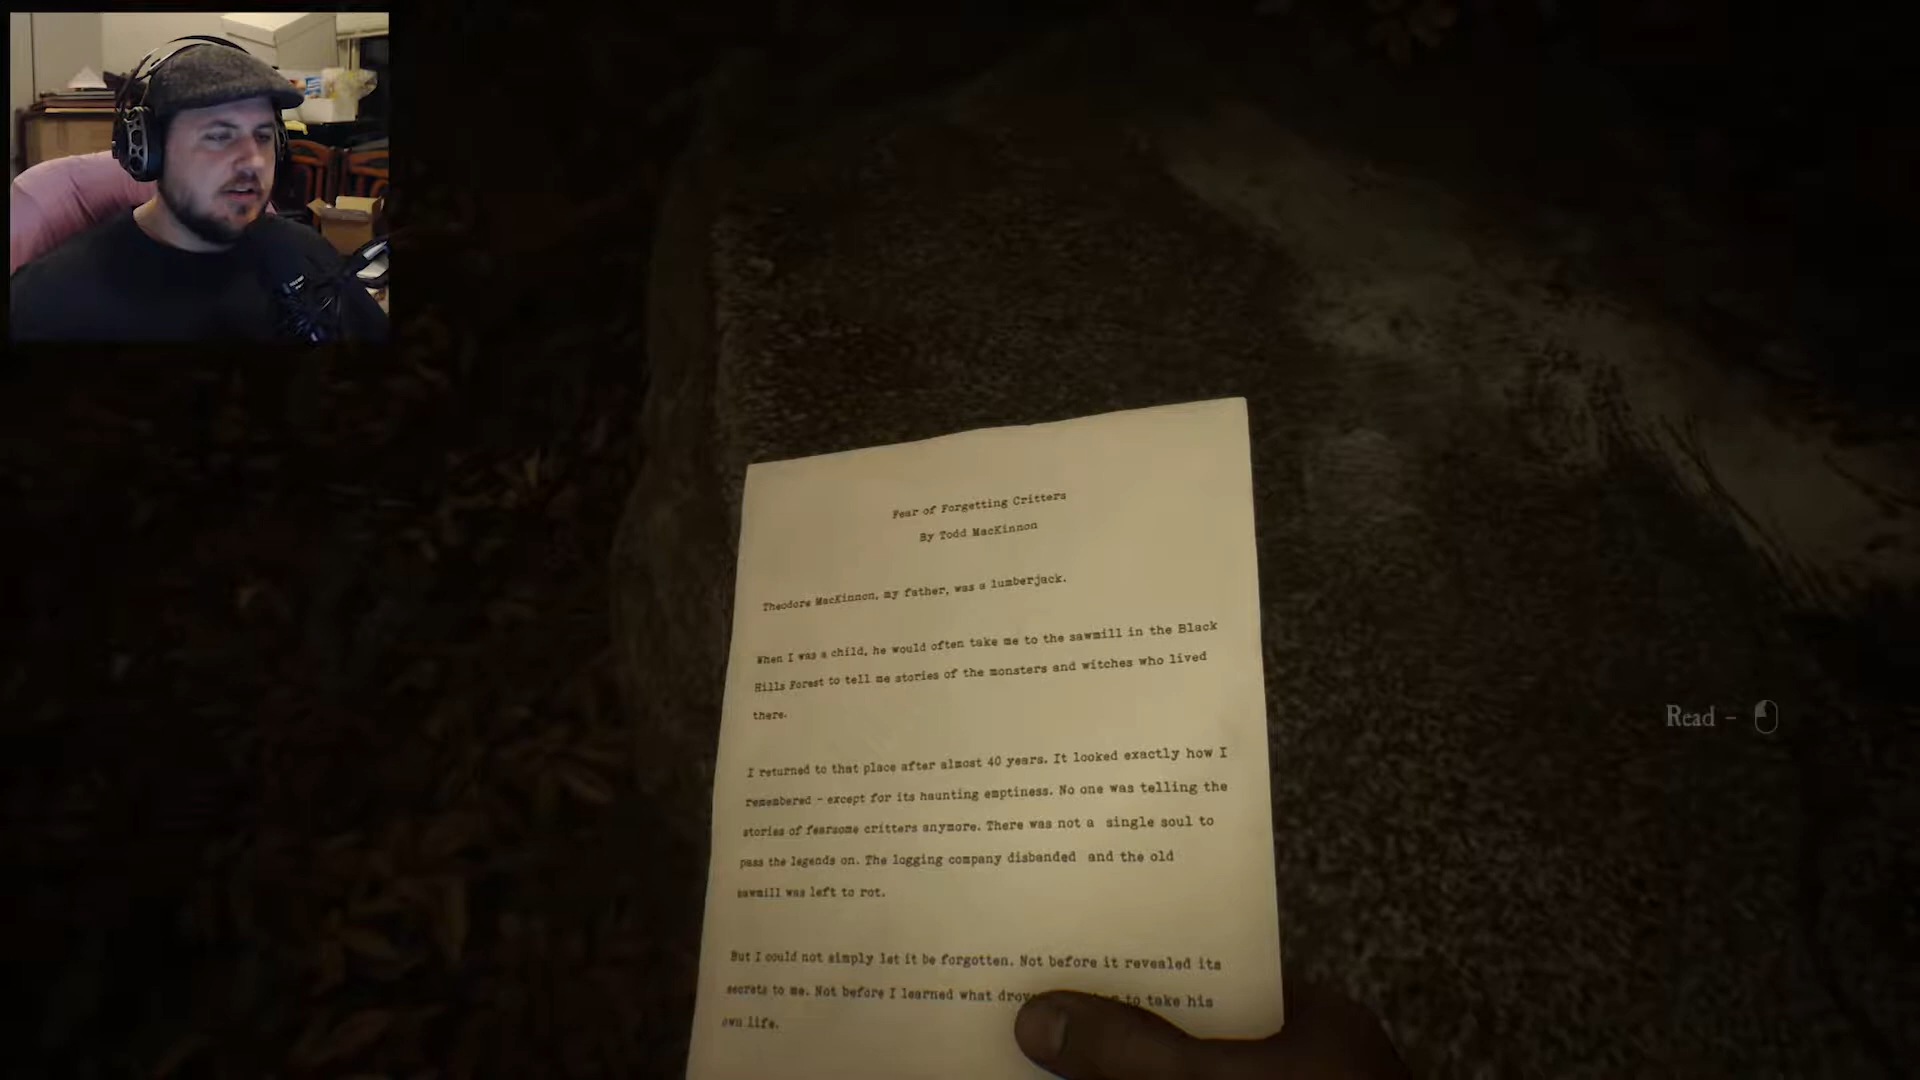 Fear of Forgetting Critters
By Todd MacKinnon
Theodore MacKinnon, my father, was a lumberjack.
When I was a child, he would often take me to the sawmill in the Black
Hills Forest to tell me stories of the monsters and witches who lived
there.
I returned to that place after almost 40 years. It looked exactly how I
remembered - except for its haunting emptiness. No one was telling the
stories of fearsome critters anymore. There was not a single soul to
pass the legends on. The logging company disbanded and the old
sawmill was left to rot.
But I could not simply let it be forgotten. Not before it revealed its
secrets to me. Not before I learned what drove to take his
own life.
Read -